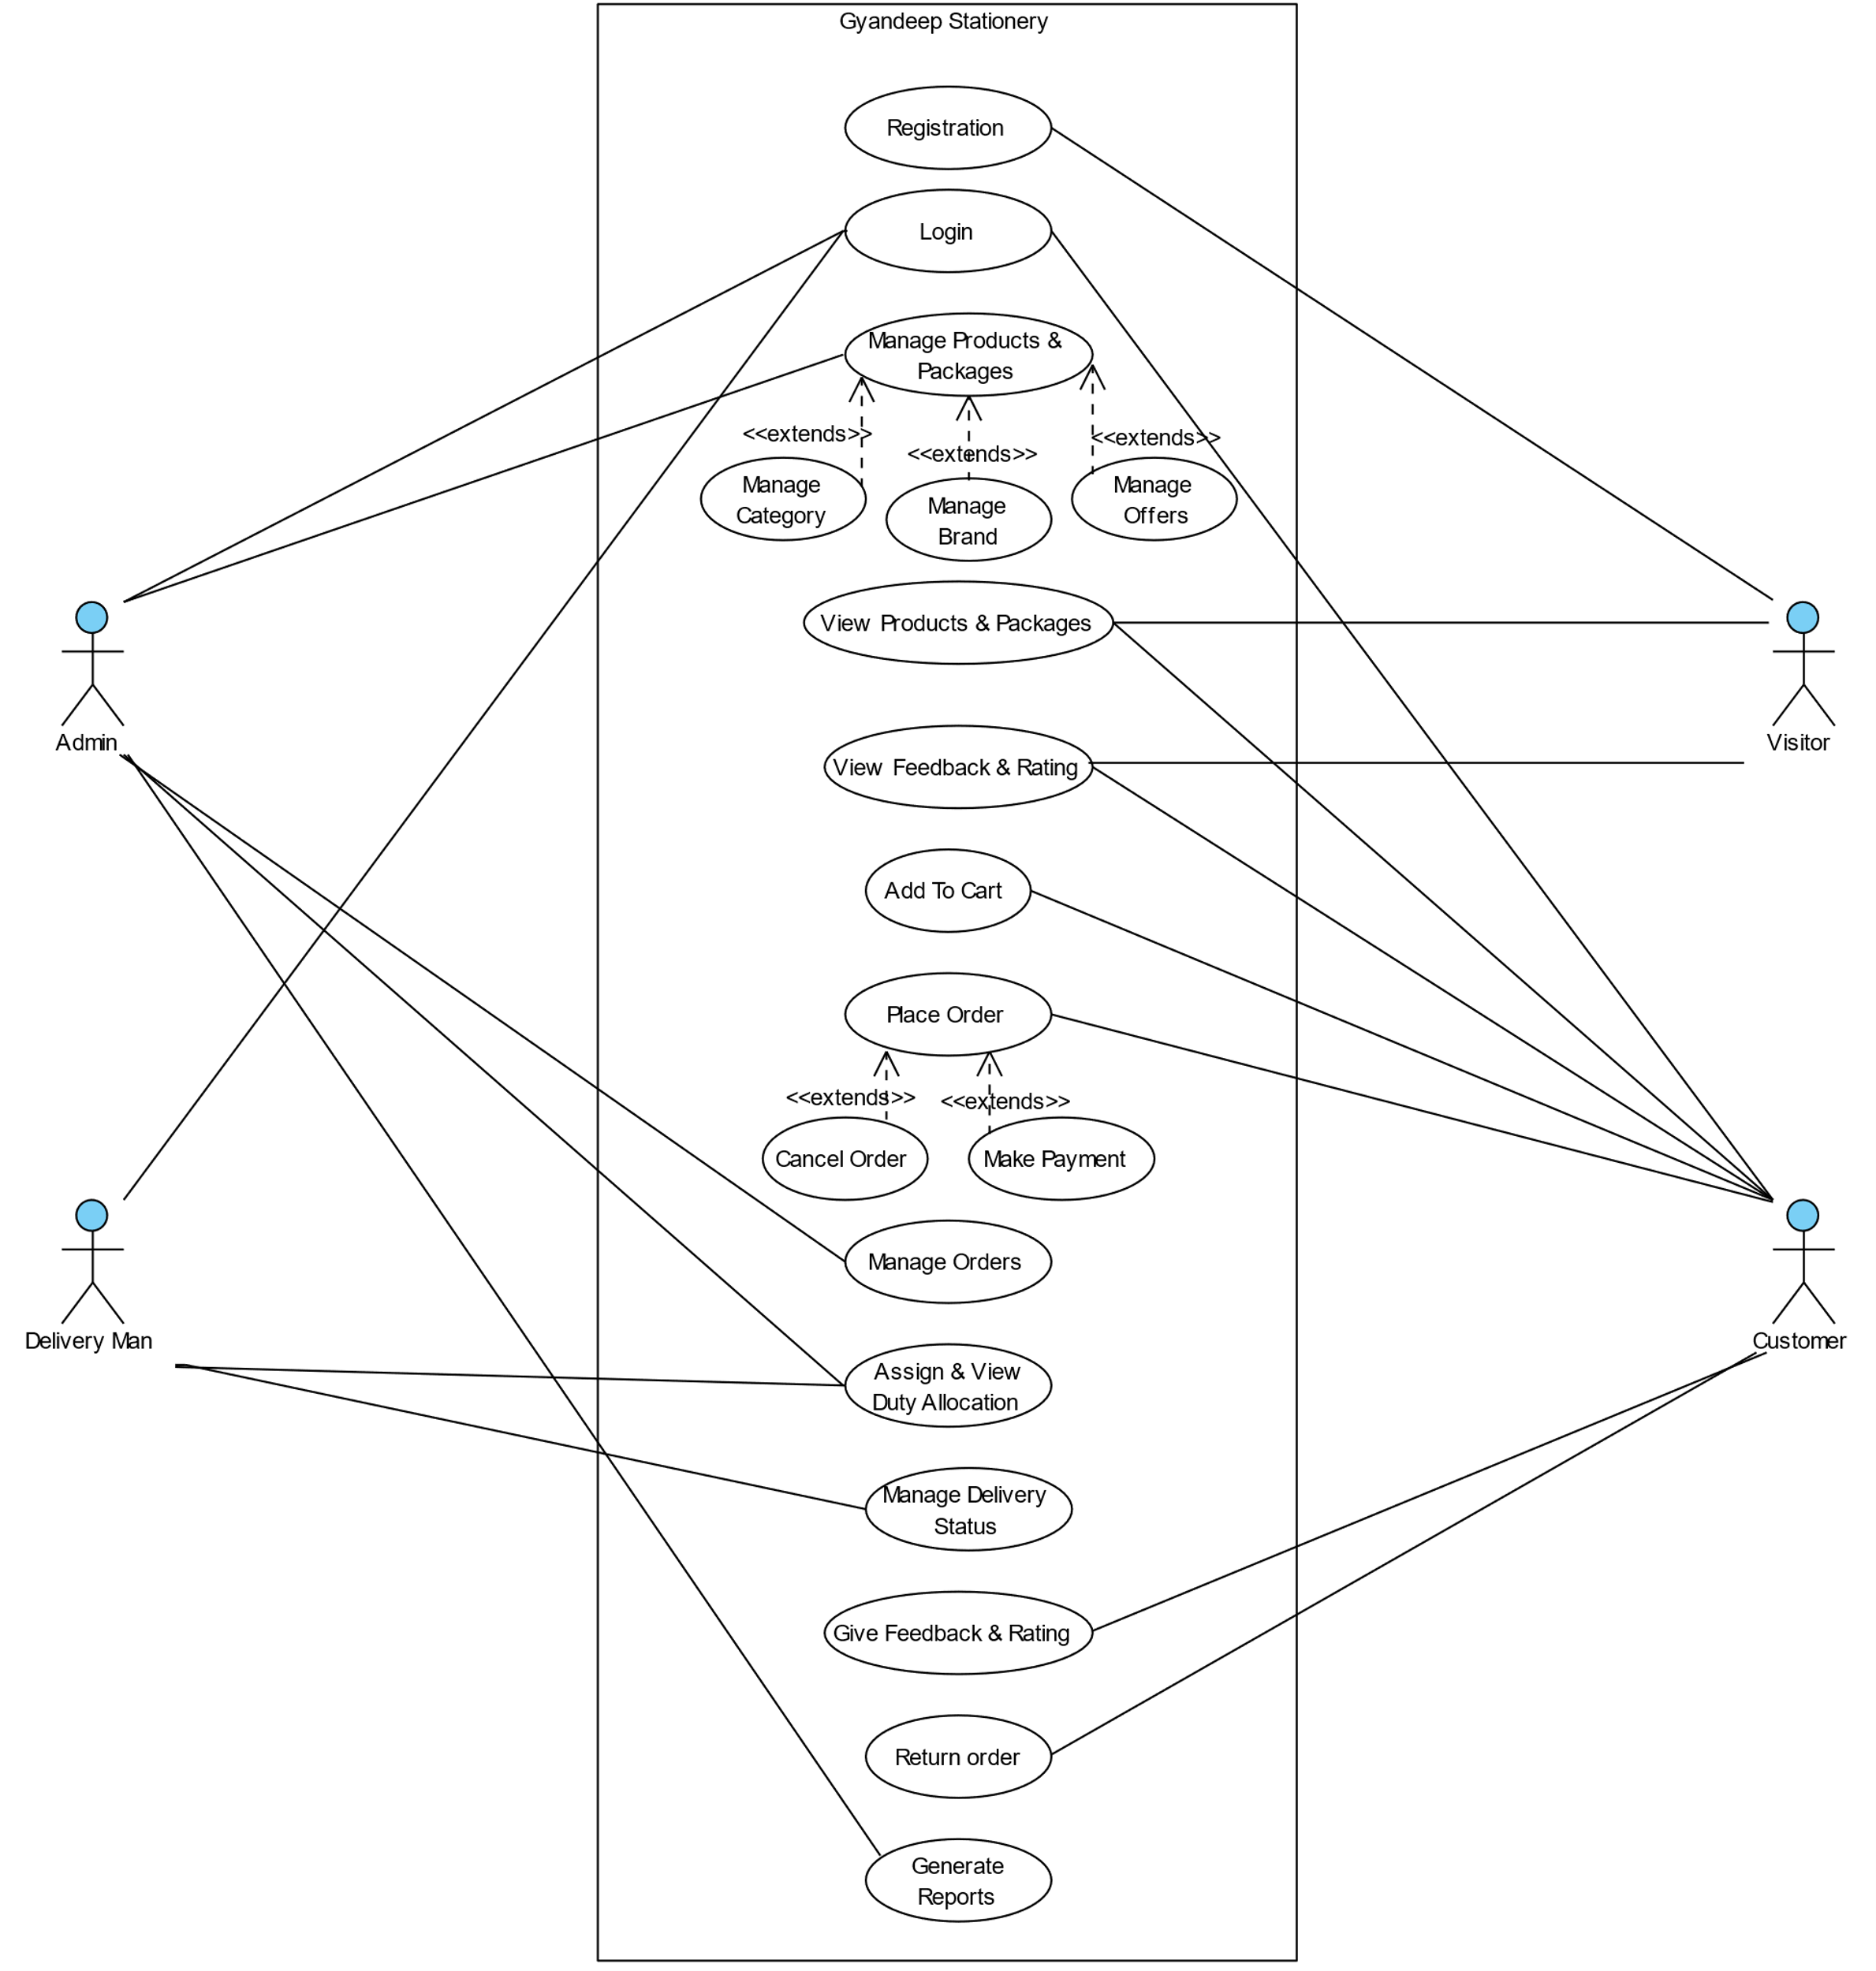 Gyandeep Stationery
Registration
Login
Manage Products &
Packages
<<extends>>
<<extends>>
<<extends>>
Manage
Category
Manage
Brand
Manage
Offers
View Products & Packages
Admin
Visitor
View Feedback & Rating
Add To Cart
Place Order
<<extends>>
<<extends>>
Cancel Order
Make Payment
Manage Orders
Delivery Man
Customer
Assign & View
Duty Allocation
Manage Delivery
Status
Give Feedback & Rating
Return order
Generate
Reports